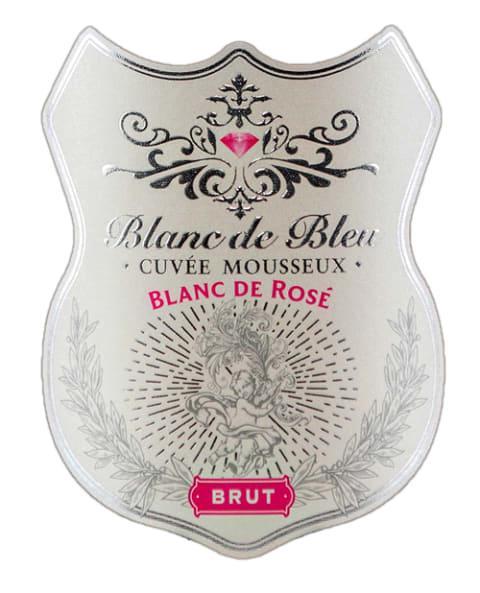 Blanc de Bleu
· CUVÉE MOUSSEUX ·
BLANC DE ROSÉ
· BRUT ·